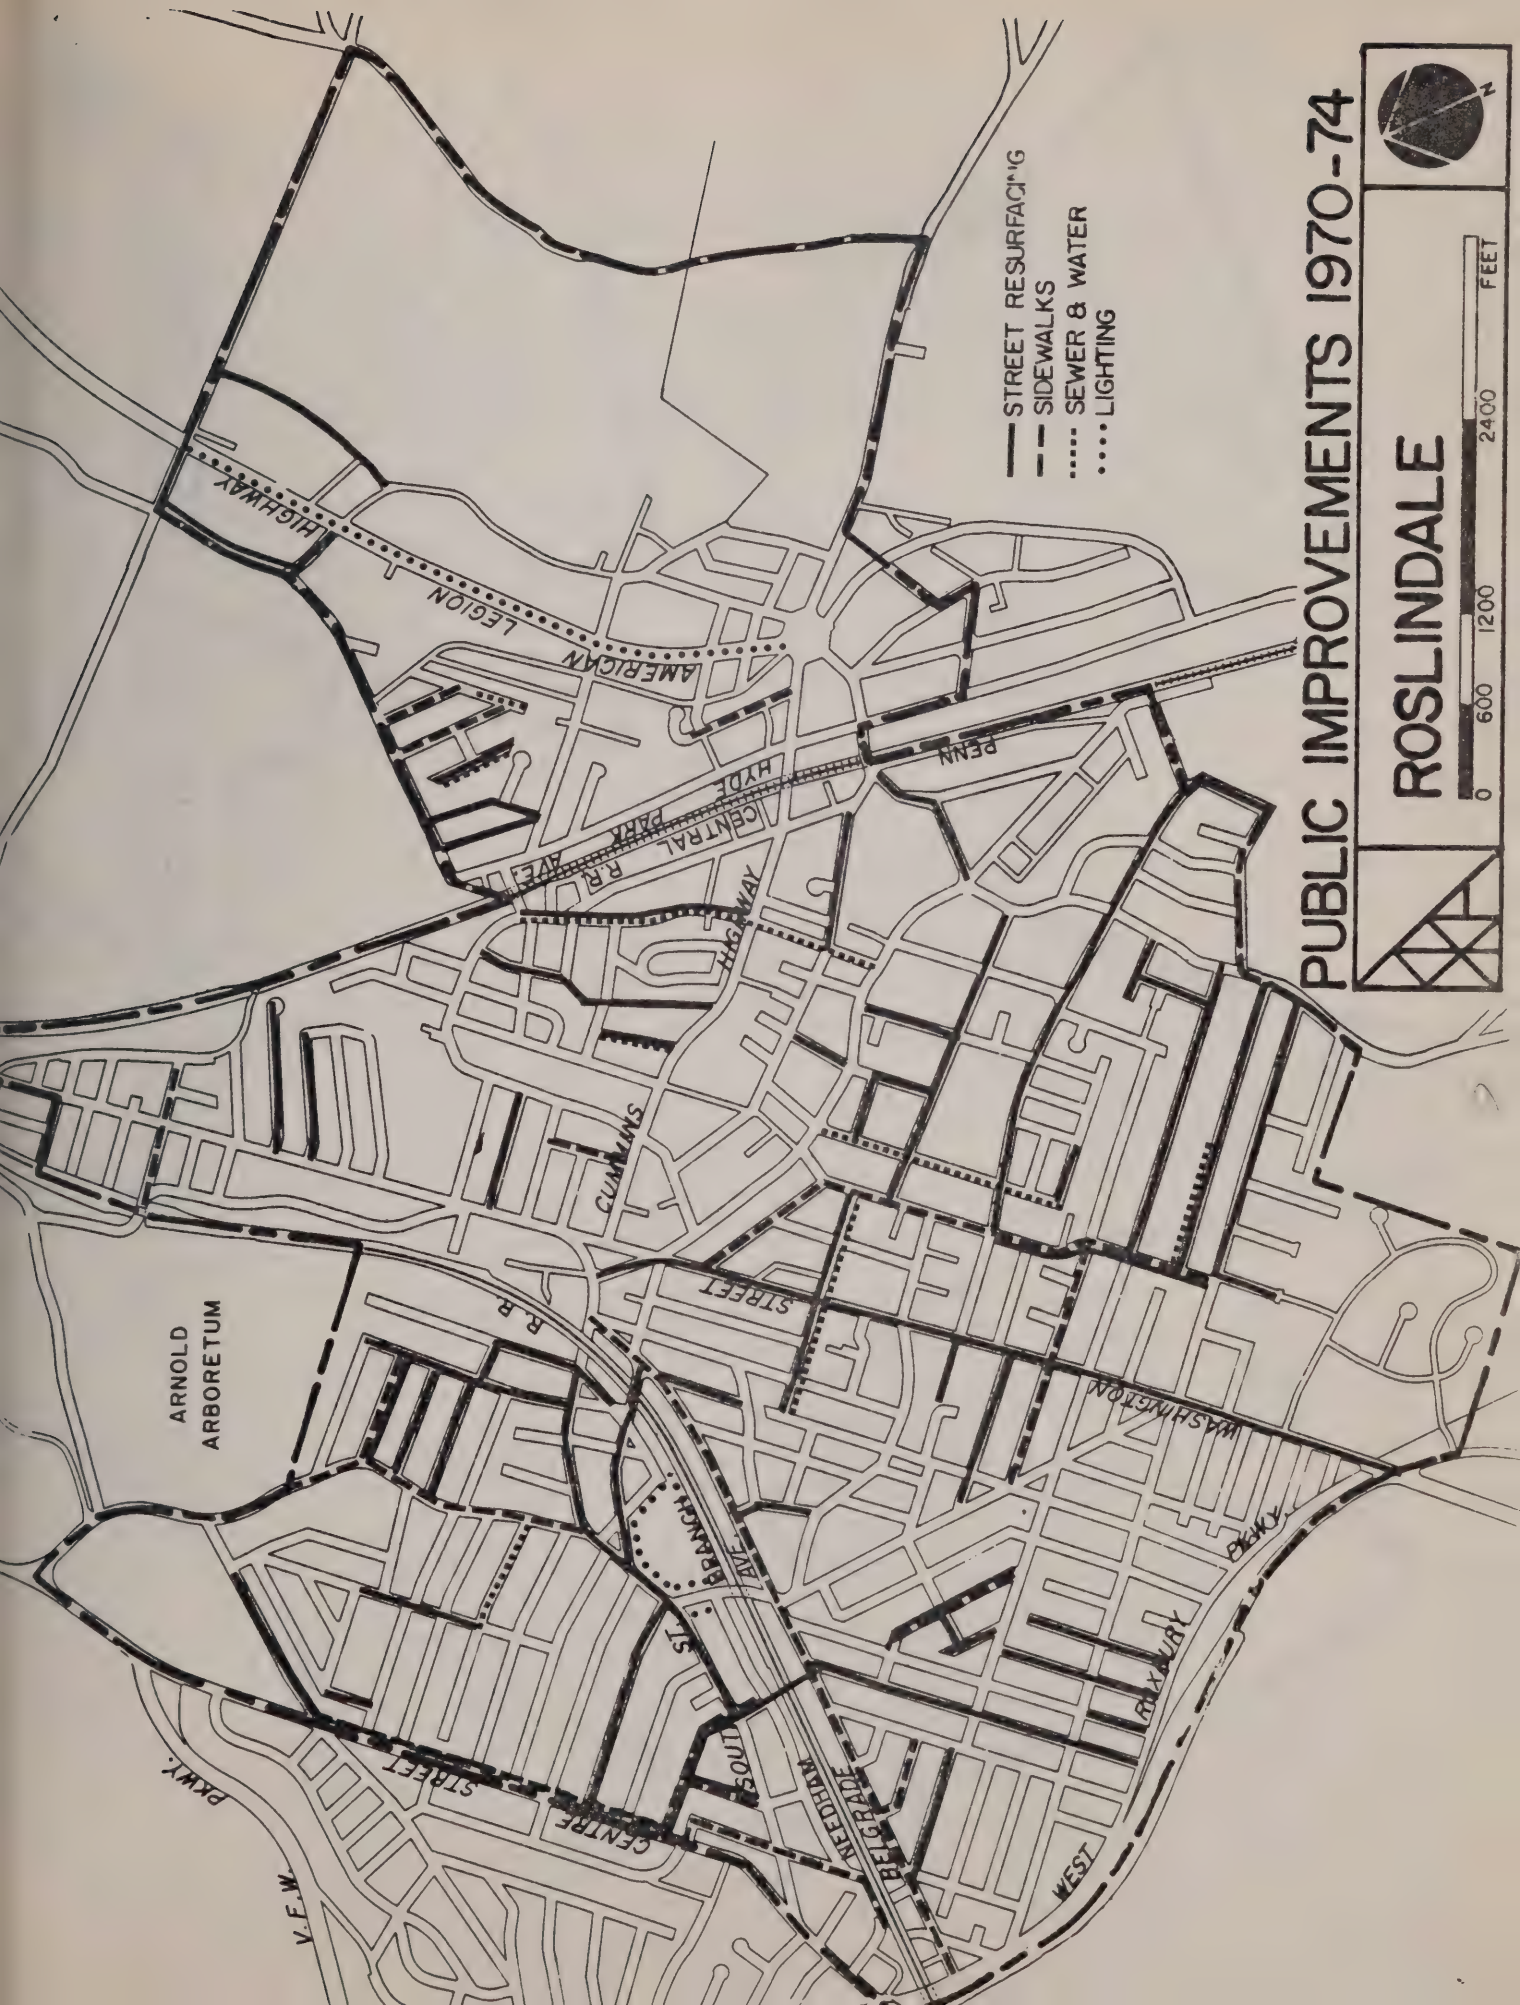 PUBLIC IMPROVEMENTS 1970-74
ROSLINDALE
0 600 1200 2400 FEET
N
STREET RESURFACING
SIDEWALKS
SEWER & WATER
LIGHTING
ARNOLD
ARBORETUM
AMERICAN LEGION HIGHWAY
HYDE PARK AVE.
PENN CENTRAL R.R.
CUMMINS HIGHWAY
WASHINGTON STREET
NEEDHAM BRANCH R.R.
BELGRADE AVE.
SOUTH ST.
CENTRE STREET
V.F.W. PKWY.
WEST ROXBURY PKWY.